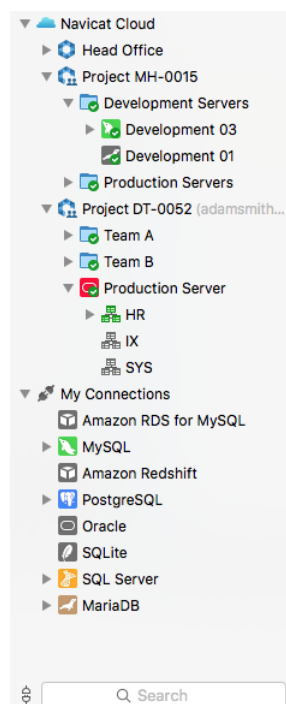 Navicat Cloud
Head Office
Project MH-0015
Development Servers
Development 03
Development 01
Production Servers
Project DT-0052 (adamsmith...
Team A
Team B
Production Server
HR
IX
SYS
My Connections
Amazon RDS for MySQL
MySQL
Amazon Redshift
PostgreSQL
Oracle
SQLite
SQL Server
MariaDB
Search